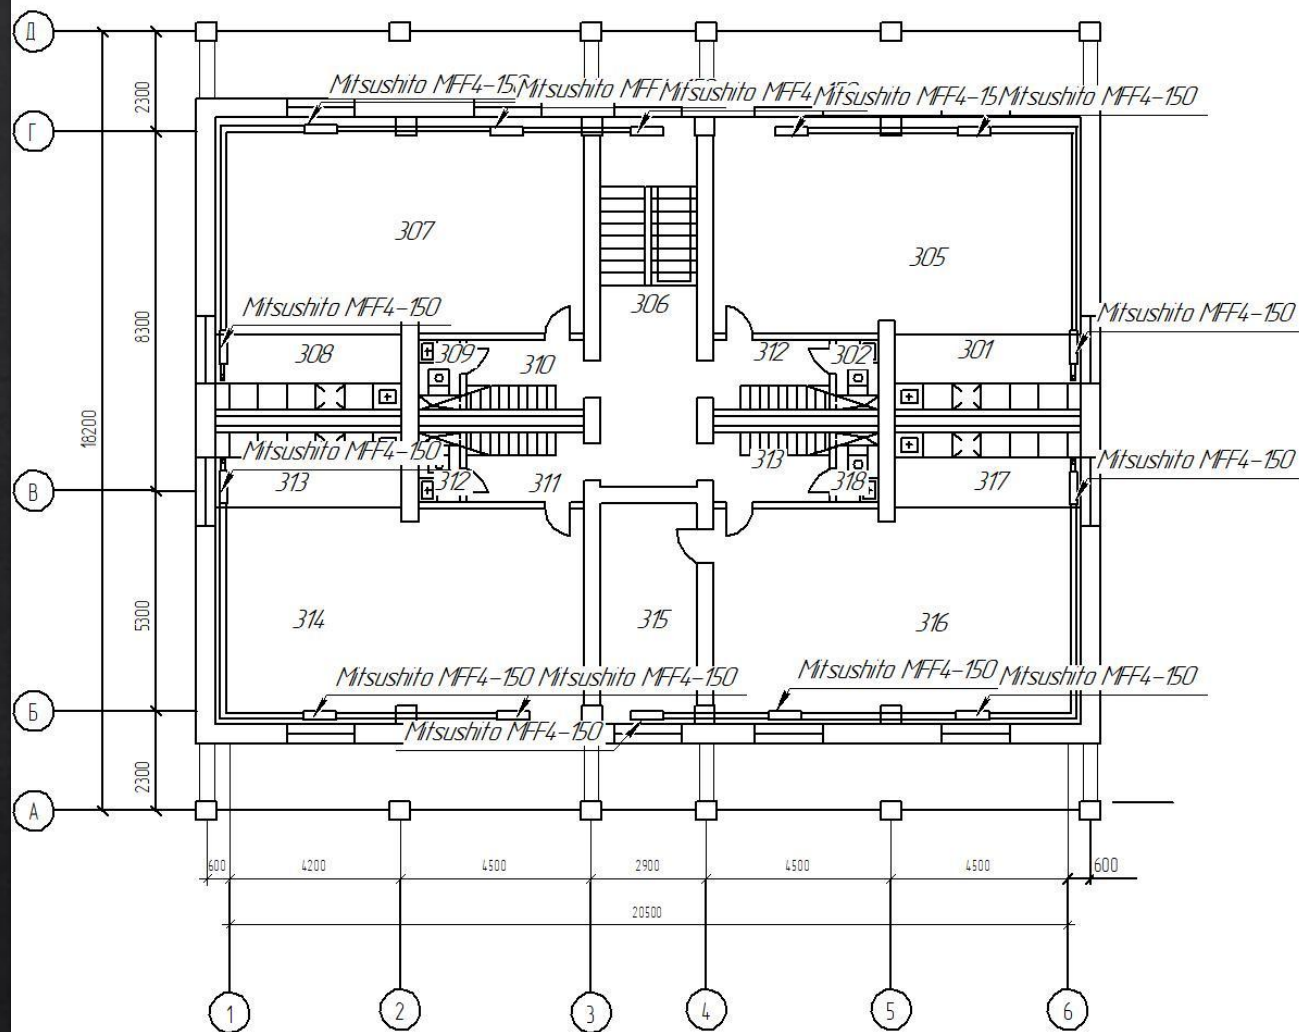 Д
2300
Mitsushito MFF4-150
Mitsushito MFF
Mitsushito MFF4
Mitsushito MFF4-15
Mitsushito MFF4-150
Г
307
305
8300
306
Mitsushito MFF4-150
Mitsushito MFF4-150
308
309
310
312
302
301
18200
Mitsushito MFF4-150
Mitsushito MFF4-150
В
313
312
311
313
318
317
5300
314
315
316
Mitsushito MFF4-150
Mitsushito MFF4-150
Mitsushito MFF4-150
Mitsushito MFF4-150
Б
Mitsushito MFF4-150
2300
А
600
4200
4500
2900
4500
4500
600
20500
1
2
3
4
5
6